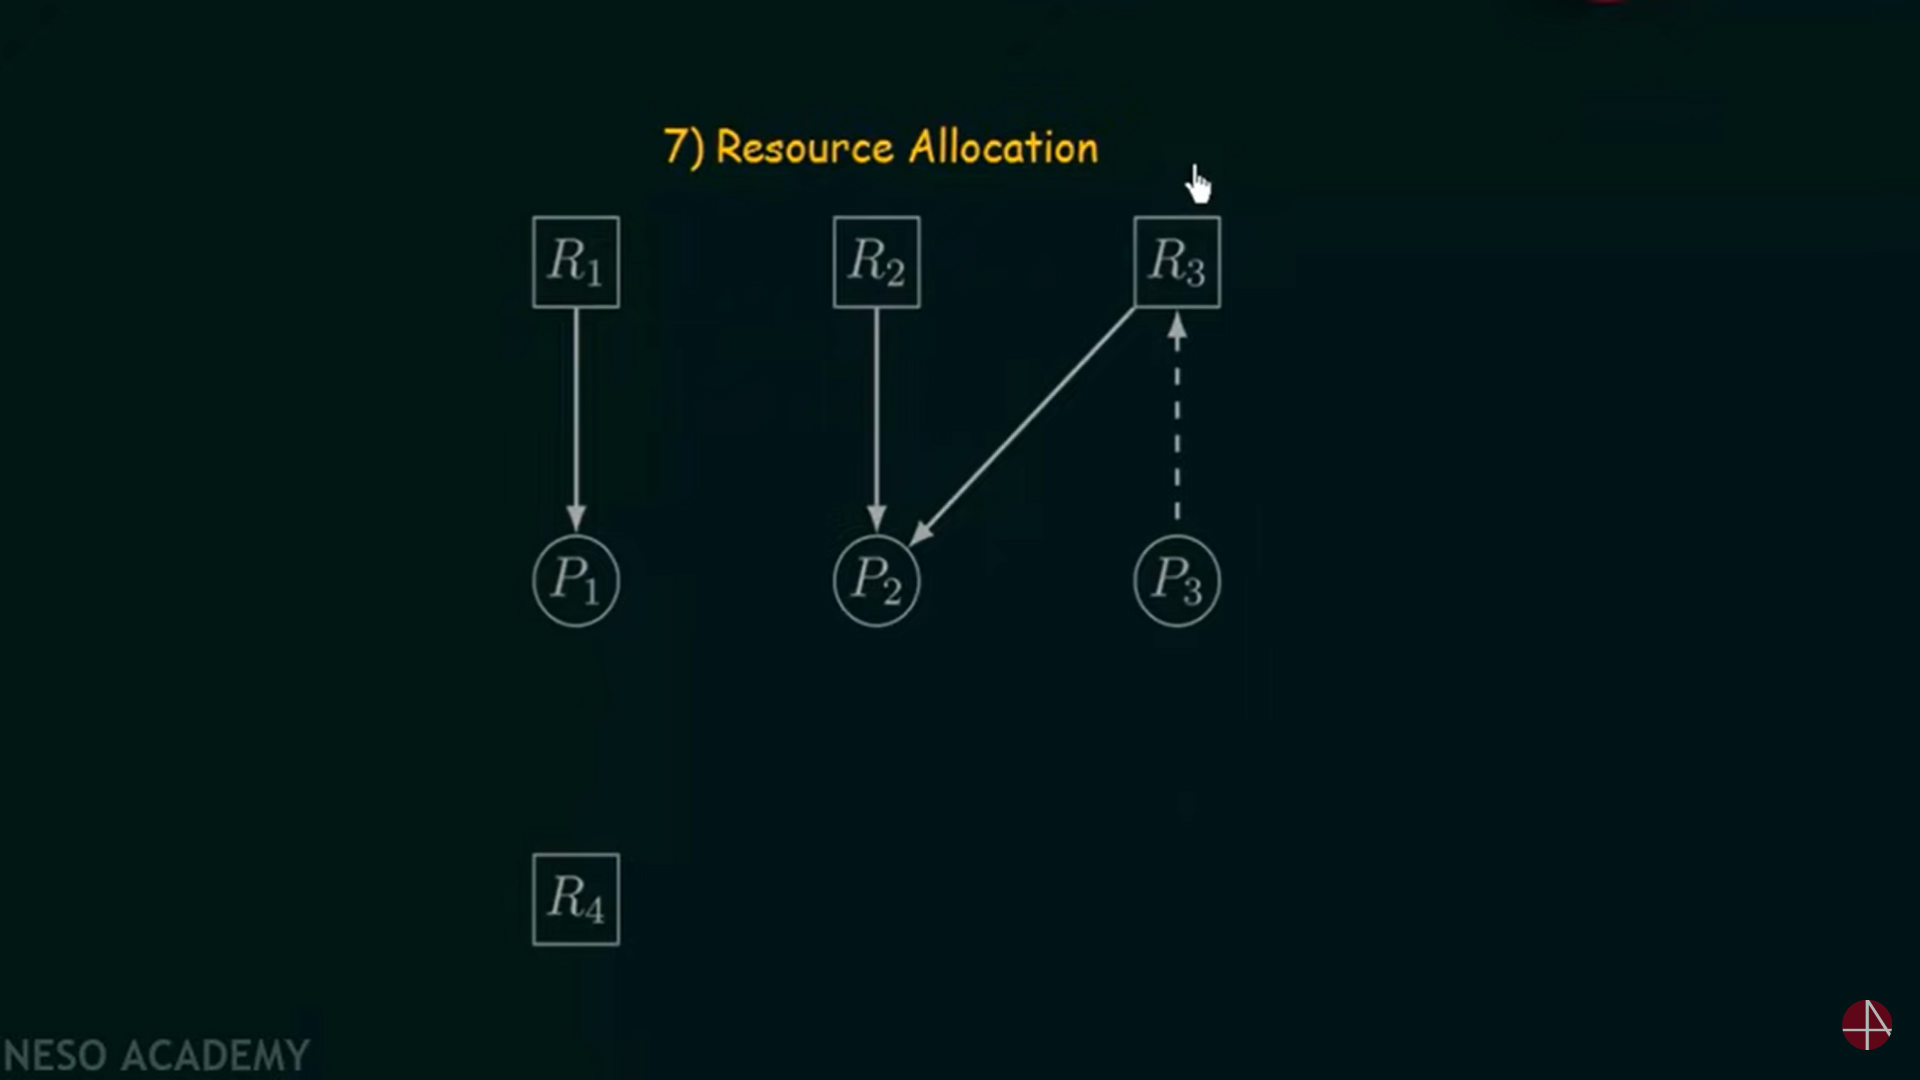 7) Resource Allocation
R₁ R₂ R₃
P₁ P₂ P₃
R₄
NESO ACADEMY